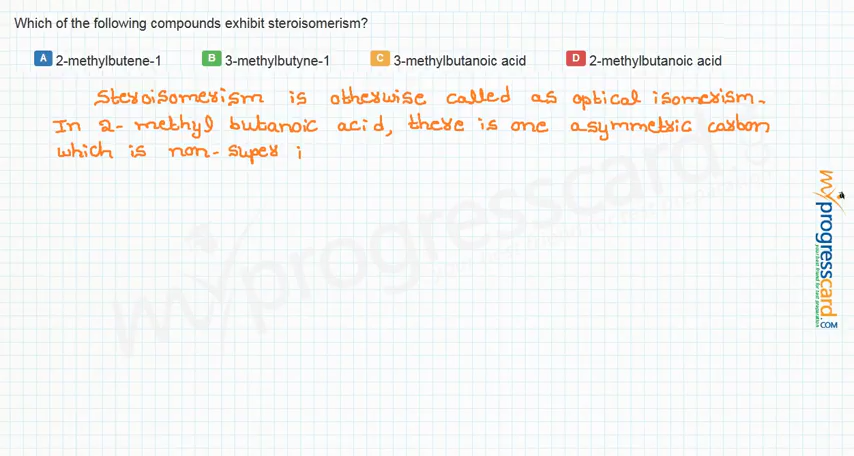 Which of the following compounds exhibit steroisomerism?
A 2-methylbutene-1 B 3-methylbutyne-1 C 3-methylbutanoic acid D 2-methylbutanoic acid
Steroisomerism is otherwise called as optical isomerism.
In 2-methyl butanoic acid, there is one asymmetric carbon
which is non-super i
myprogresscard
myprogresscard
.COM